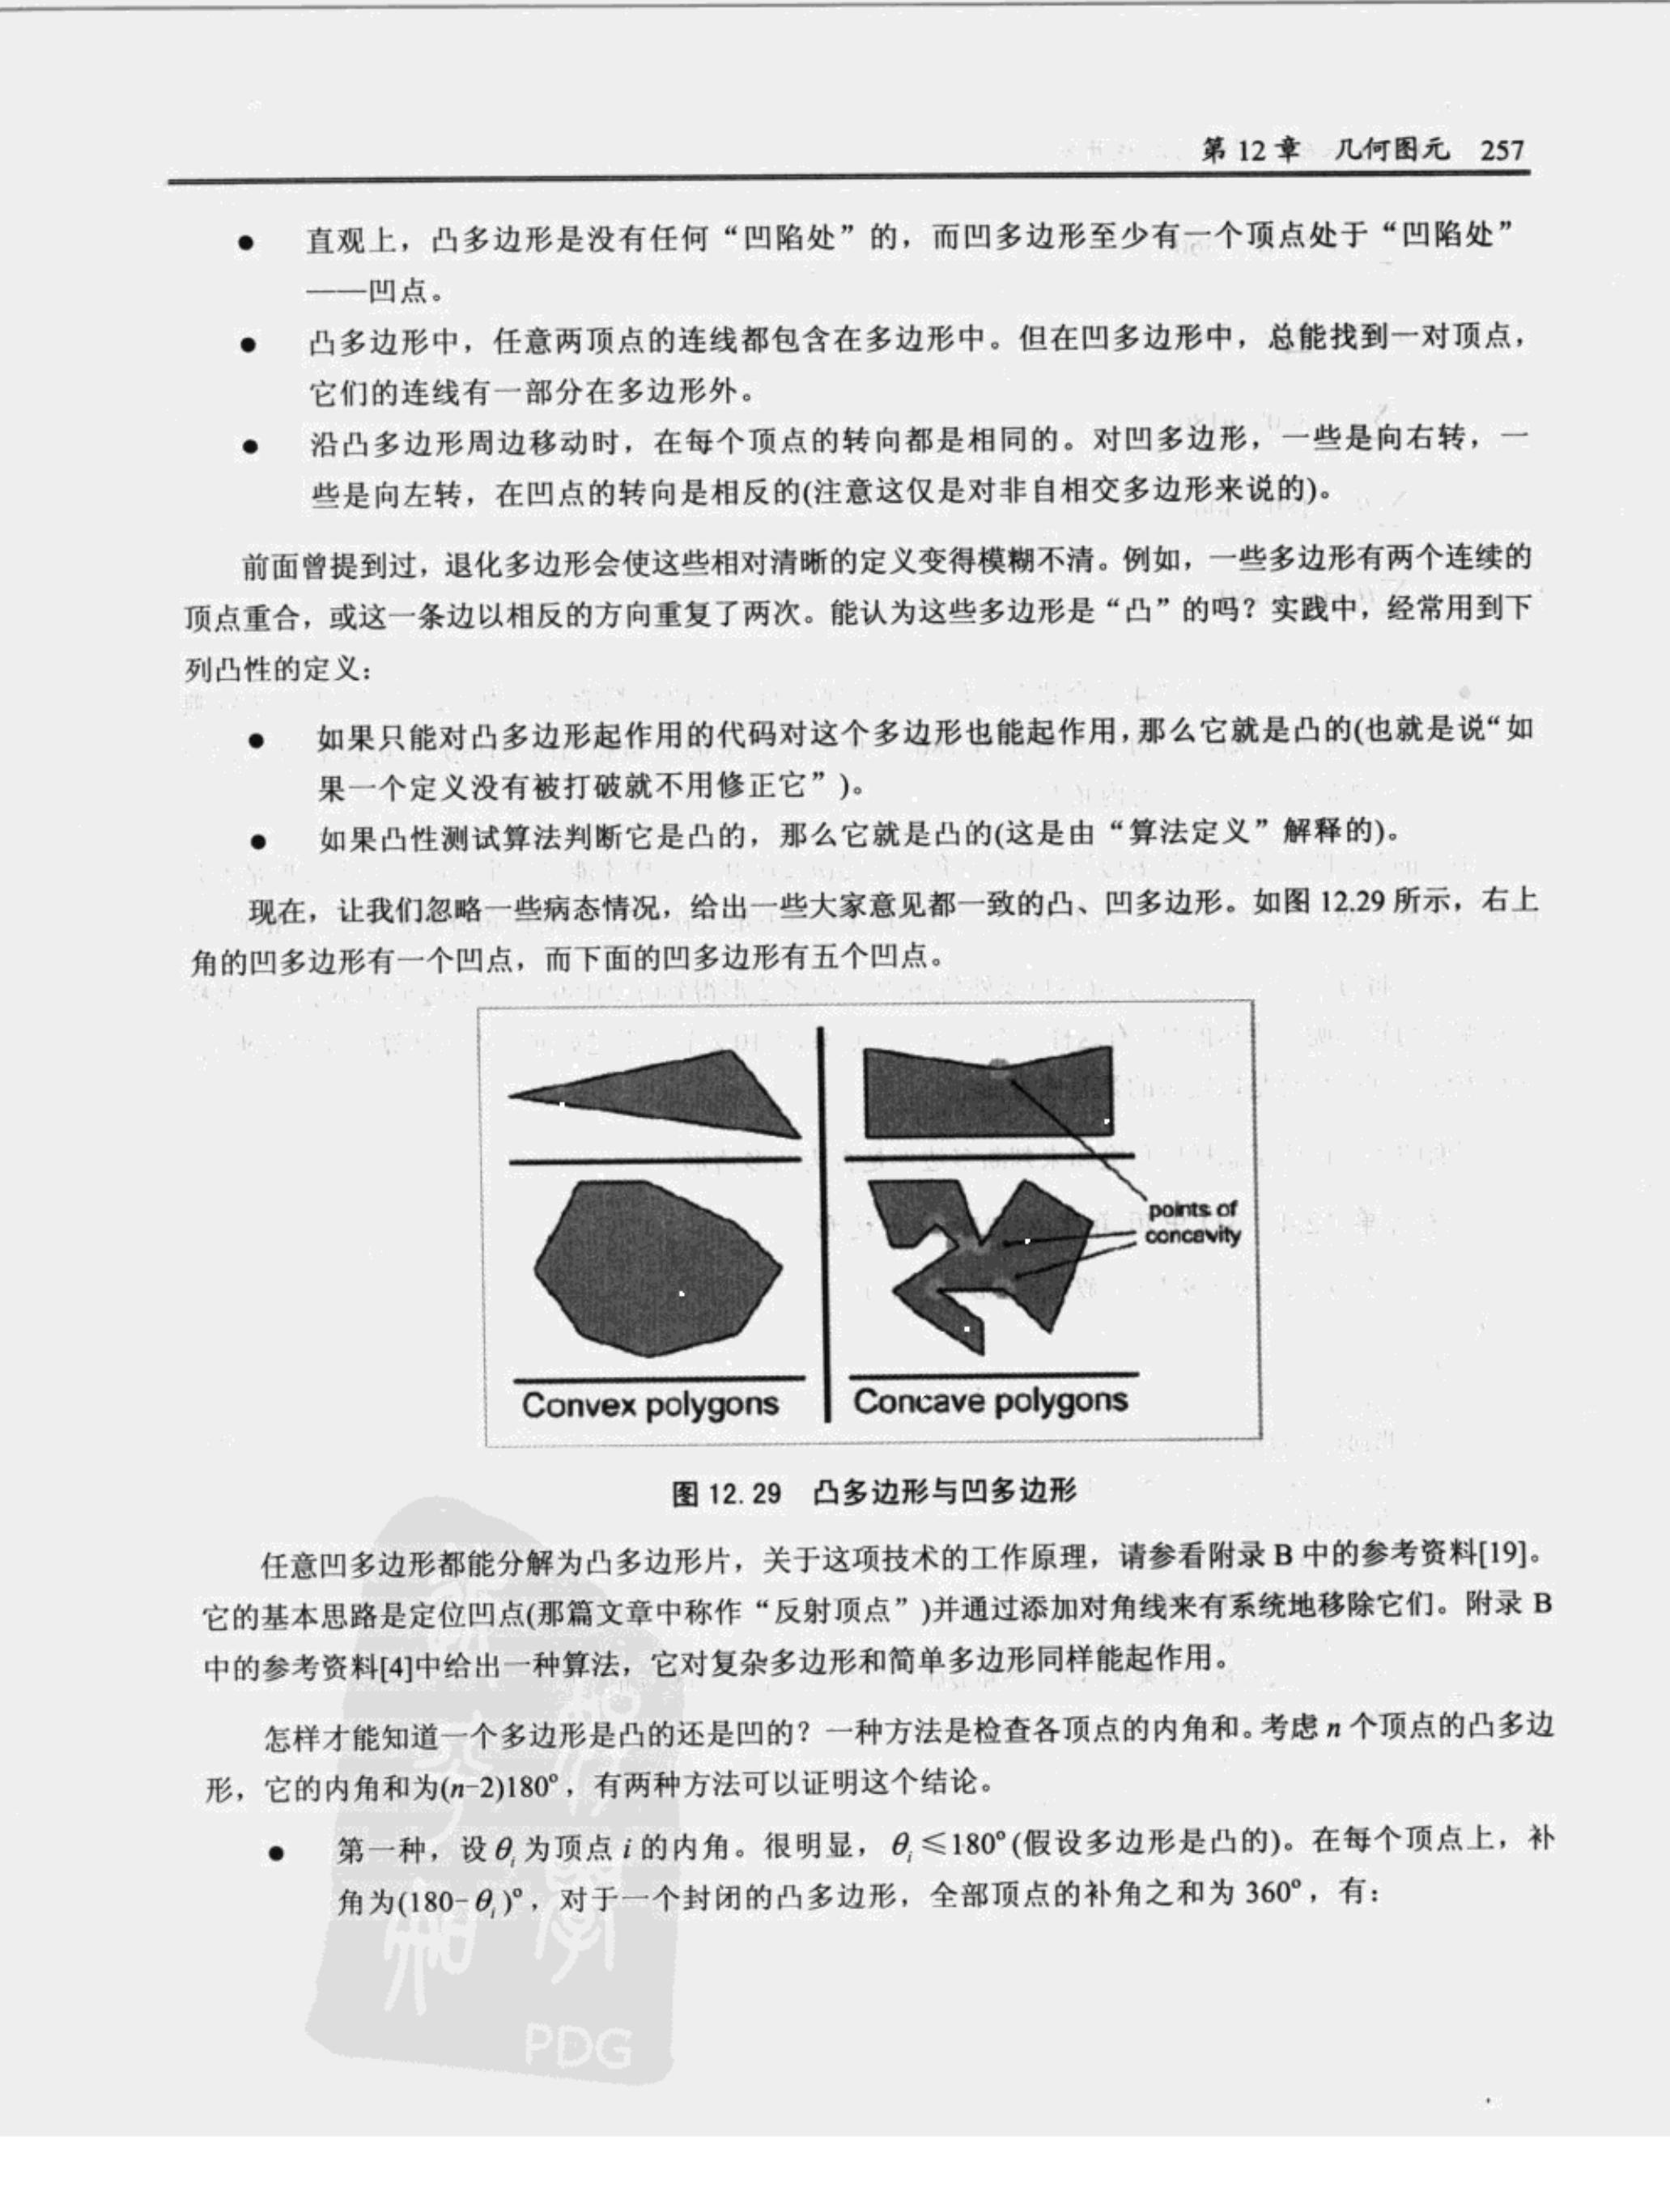 第 12 章 几何图元 257
● 直观上，凸多边形是没有任何“凹陷处”的，而凹多边形至少有一个顶点处于“凹陷处”
——凹点。
● 凸多边形中，任意两顶点的连线都包含在多边形中。但在凹多边形中，总能找到一对顶点，
它们的连线有一部分在多边形外。
● 沿凸多边形周边移动时，在每个顶点的转向都是相同的。对凹多边形，一些是向右转，一
些是向左转，在凹点的转向是相反的(注意这仅是对非自相交多边形来说的)。
前面曾提到过，退化多边形会使这些相对清晰的定义变得模糊不清。例如，一些多边形有两个连续的
顶点重合，或这一条边以相反的方向重复了两次。能认为这些多边形是“凸”的吗？实践中，经常用到下
列凸性的定义：
● 如果只能对凸多边形起作用的代码对这个多边形也能起作用，那么它就是凸的(也就是说“如
果一个定义没有被打破就不用修正它”)。
● 如果凸性测试算法判断它是凸的，那么它就是凸的(这是由“算法定义”解释的)。
现在，让我们忽略一些病态情况，给出一些大家意见都一致的凸、凹多边形。如图 12.29 所示，右上
角的凹多边形有一个凹点，而下面的凹多边形有五个凹点。
points of
concavity
Convex polygons
Concave polygons
图 12.29 凸多边形与凹多边形
任意凹多边形都能分解为凸多边形片，关于这项技术的工作原理，请参看附录 B 中的参考资料[19]。
它的基本思路是定位凹点(那篇文章中称作“反射顶点”)并通过添加对角线来有系统地移除它们。附录 B
中的参考资料[4]中给出一种算法，它对复杂多边形和简单多边形同样能起作用。
怎样才能知道一个多边形是凸的还是凹的？一种方法是检查各顶点的内角和。考虑 n 个顶点的凸多边
形，它的内角和为(n-2)180°，有两种方法可以证明这个结论。
● 第一种，设 θi 为顶点 i 的内角。很明显，θi ≤180°(假设多边形是凸的)。在每个顶点上，补
角为(180-θi)°，对于一个封闭的凸多边形，全部顶点的补角之和为 360°，有：
PDG